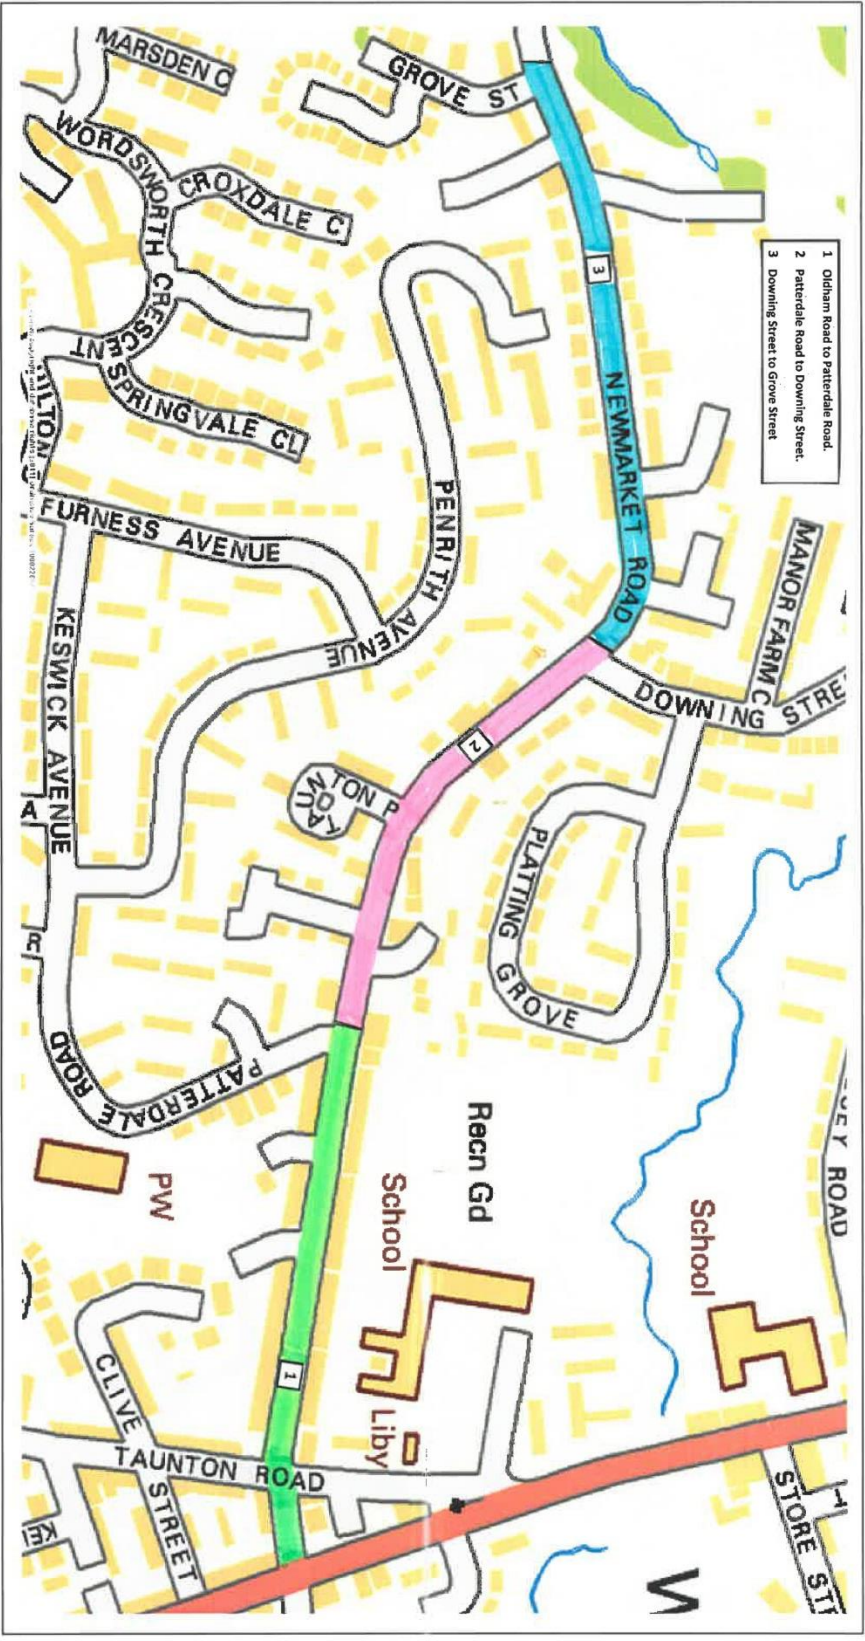 1 Oldham Road to Patterdale Road.
2 Patterdale Road to Downing Street.
3 Downing Street to Grove Street
MARSDEN C
GROVE ST
WORDSWORTH CRESCENT
CROXDALE C
SPRINGVALE CL
3
NEWMARKET ROAD
MANOR FARM C
FURNESS AVENUE
PENRITH AVENUE
KESWICK AVENUE
DOWNING STRE
2
TON P
PLATTING GROVE
A
R
PATTERDALE ROAD
Recn Gd
School
School
PW
Liby
EY ROAD
1
CLIVE STREET
TAUNTON ROAD
STORE STR